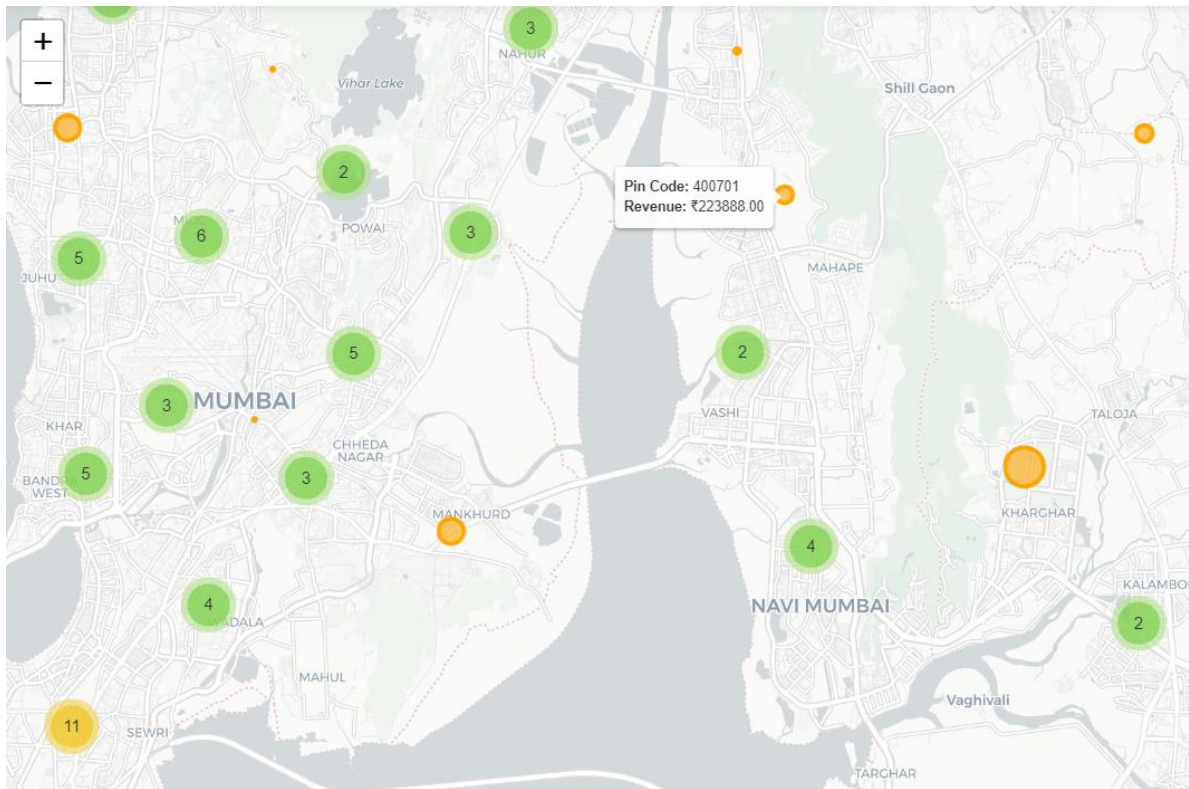 +
−
3
NAHUR
Vihar Lake
Shill Gaon
2
POWAI
Pin Code: 400701
Revenue: ₹223888.00
6
3
5
JUHU
MAHAPE
5
2
3
MUMBAI
VASHI
TALOJA
KHAR
CHHEDA
NAGAR
5
BANDRA
WEST
3
MANKHURD
KHARGHAR
4
NAVI MUMBAI
KALAMBOL
4
WADALA
2
MAHUL
Vaghivali
11
SEWRI
TARGHAR